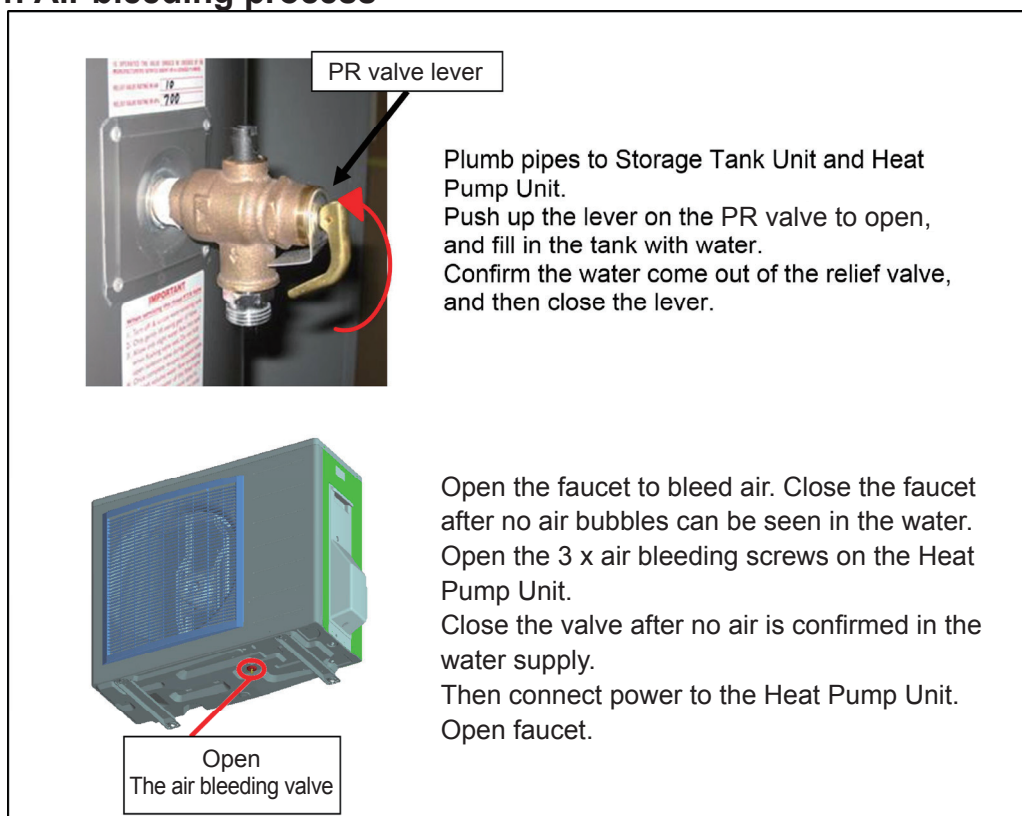 Air bleeding process
PR valve lever
10
700
IMPORTANT
Plumb pipes to Storage Tank Unit and Heat
Pump Unit.
Push up the lever on the PR valve to open,
and fill in the tank with water.
Confirm the water come out of the relief valve,
and then close the lever.
Open the faucet to bleed air. Close the faucet
after no air bubbles can be seen in the water.
Open the 3 x air bleeding screws on the Heat
Pump Unit.
Close the valve after no air is confirmed in the
water supply.
Then connect power to the Heat Pump Unit.
Open faucet.
Open
The air bleeding valve